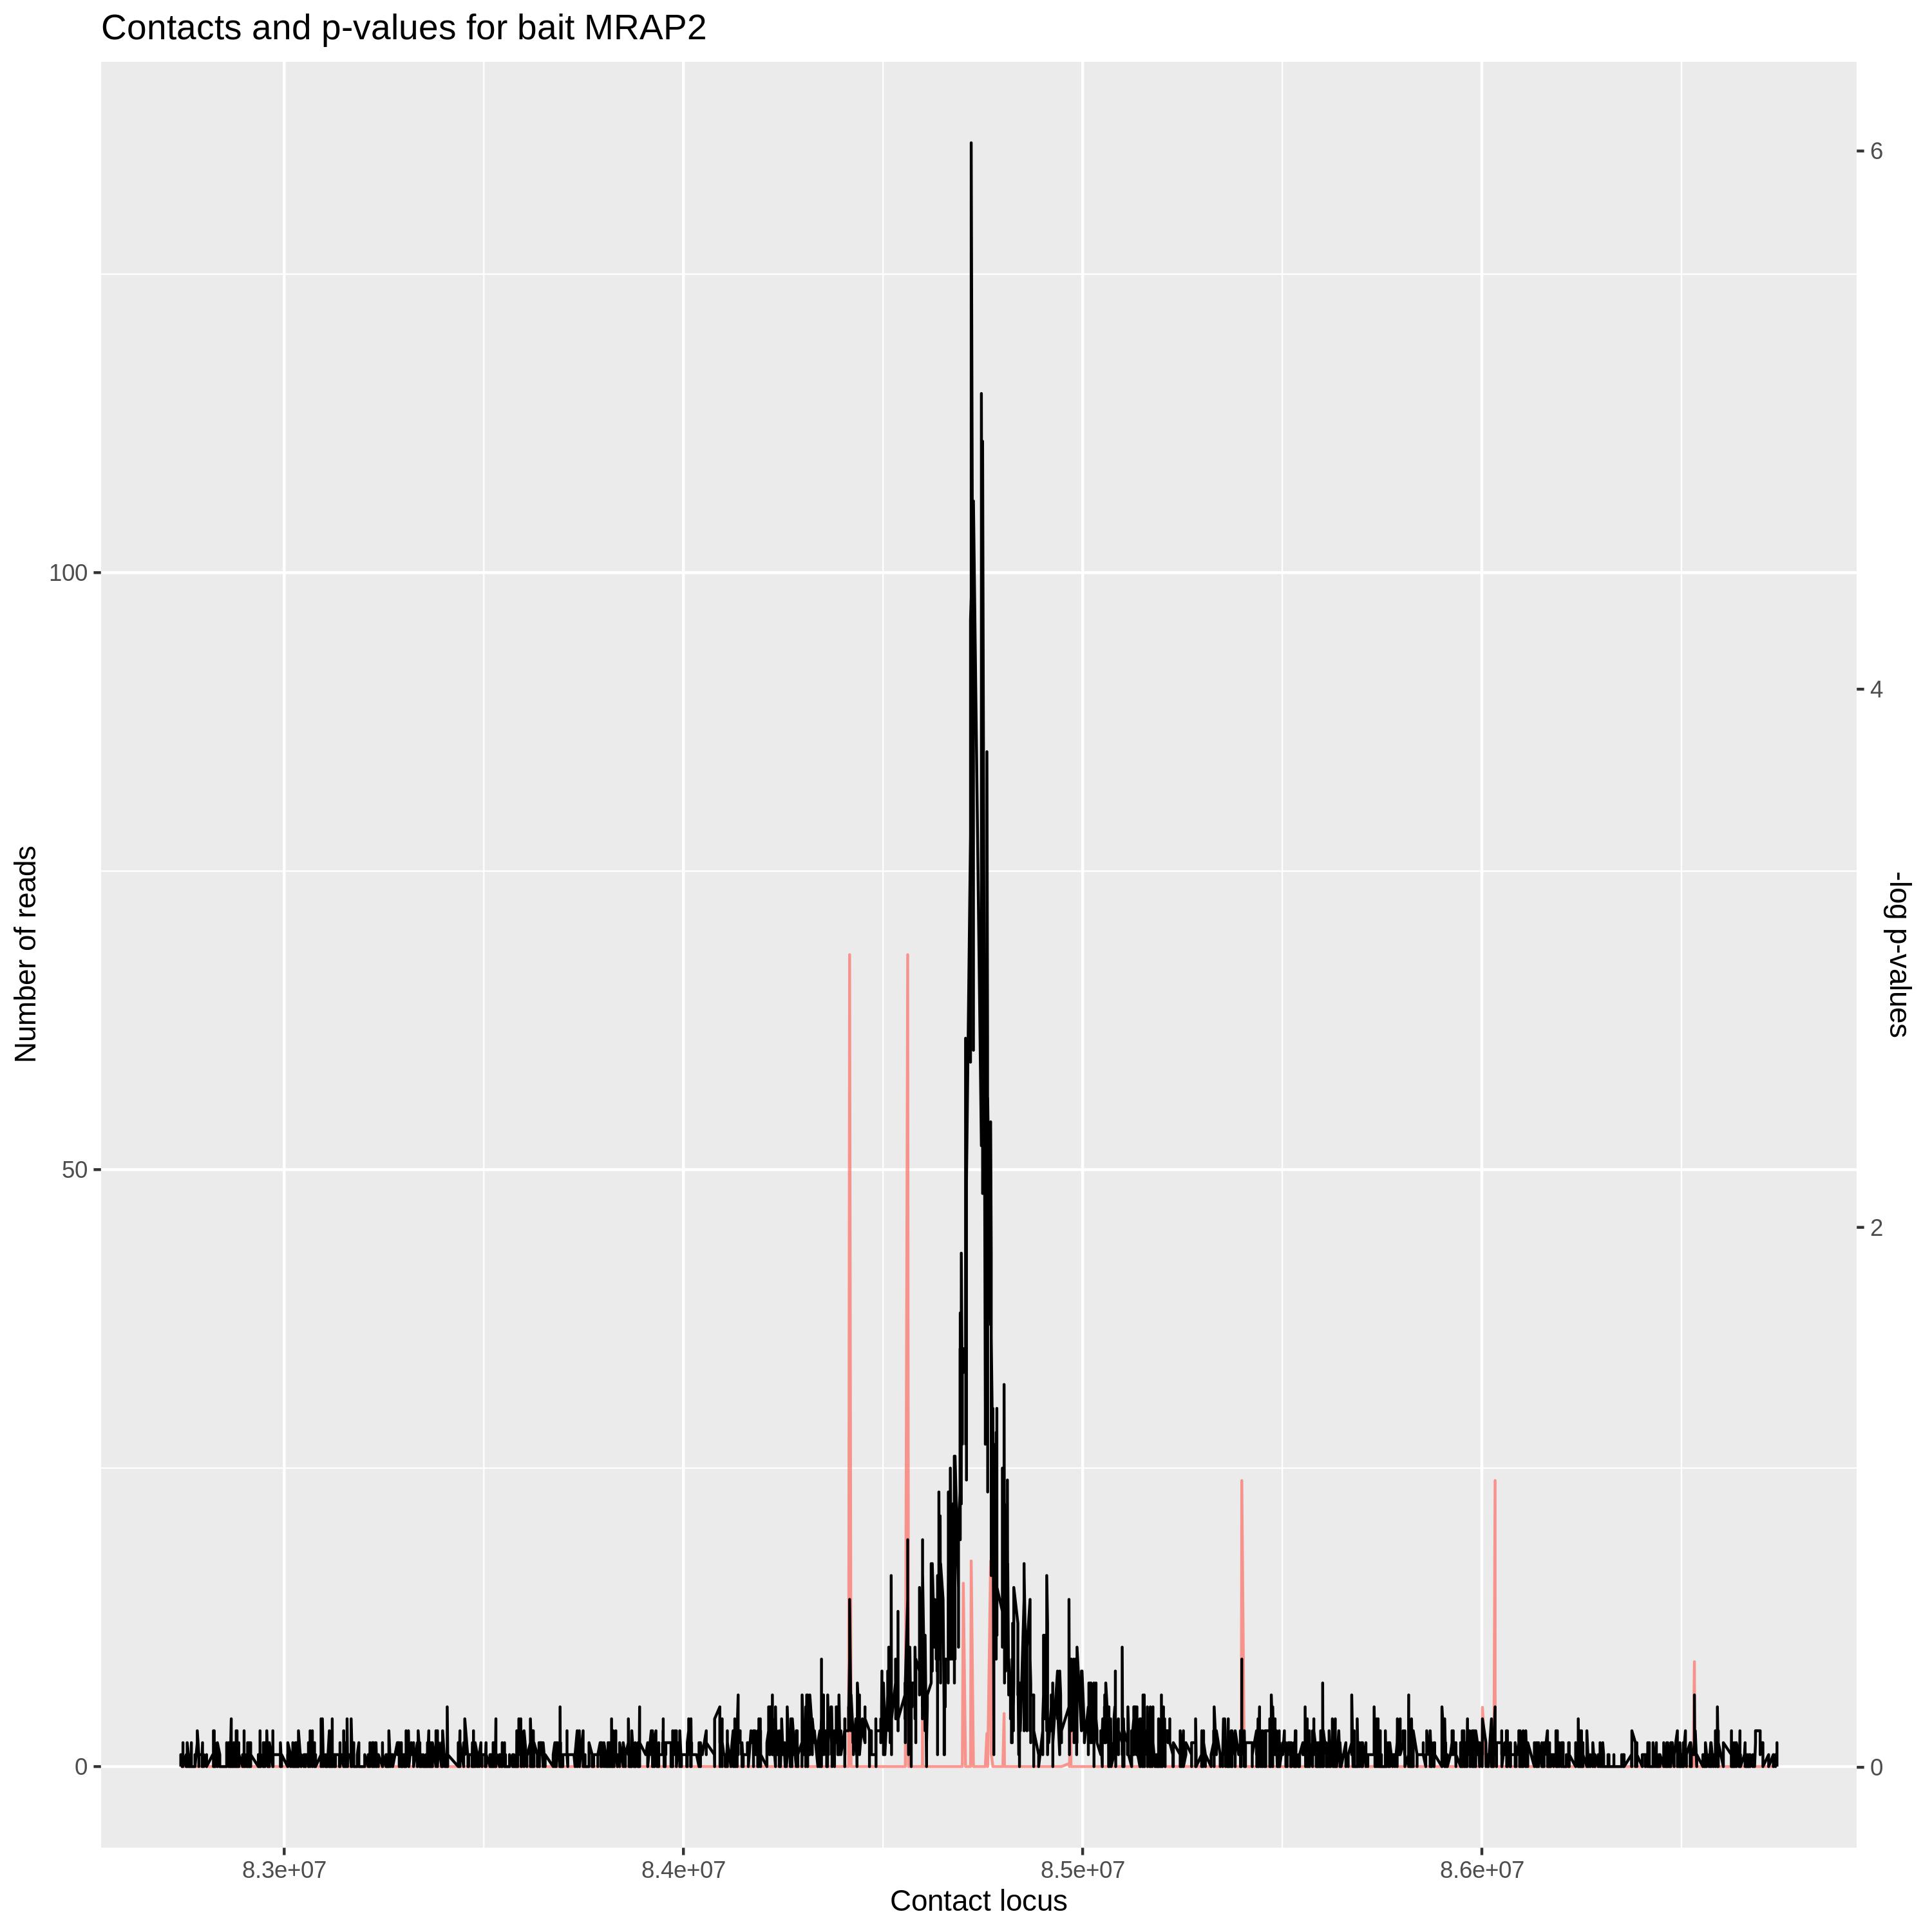 Contacts and p-values for bait MRAP2
6
100
4
Number of reads
-log p-values
50
2
0
0
8.3e+07
8.4e+07
8.5e+07
8.6e+07
Contact locus